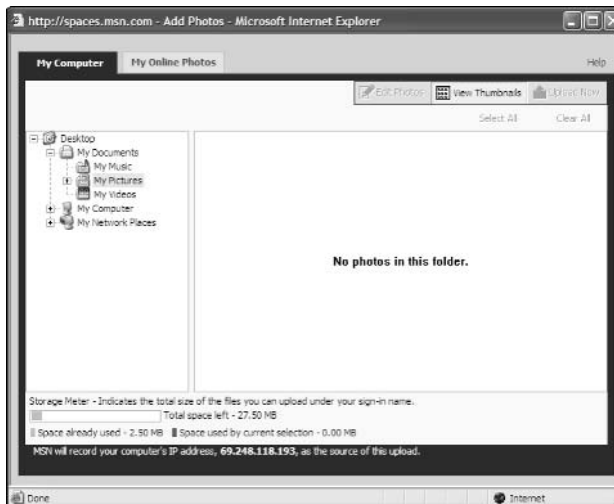 http://spaces.msn.com - Add Photos - Microsoft Internet Explorer
My Computer My Online Photos Help
Edit Photos View Thumbnails Upload Now
Select All Clear All
Desktop
My Documents
My Music
My Pictures
My Videos
My Computer
My Network Places
No photos in this folder.
Storage Meter - Indicates the total size of the files you can upload under your sign-in name.
Total space left - 27.50 MB
Space already used - 2.50 MB Space used by current selection - 0.00 MB
MSN will record your computer's IP address, 69.248.118.193, as the source of this upload.
Done Internet